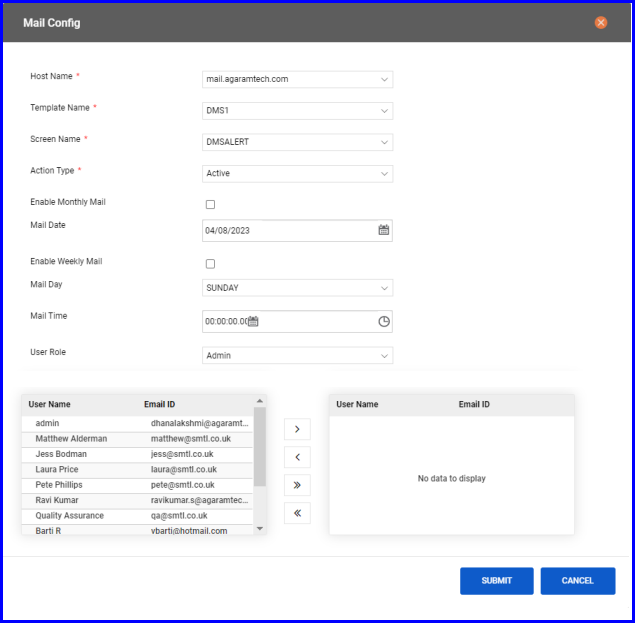 Mail Config
Host Name *
mail.agaramtech.com
Template Name *
DMS1
Screen Name *
DMSALERT
Action Type *
Active
Enable Monthly Mail
Mail Date
04/08/2023
Enable Weekly Mail
Mail Day
SUNDAY
Mail Time
00:00:00.00
User Role
Admin
User Name Email ID
admin dhanalakshmi@agaramt...
Matthew Alderman matthew@smtl.co.uk
Jess Bodman jess@smtl.co.uk
Laura Price laura@smtl.co.uk
Pete Phillips pete@smtl.co.uk
Ravi Kumar ravikumar.s@agaramtec...
Quality Assurance qa@smtl.co.uk
Barti R vbarti@hotmail.com
User Name Email ID
No data to display
SUBMIT CANCEL